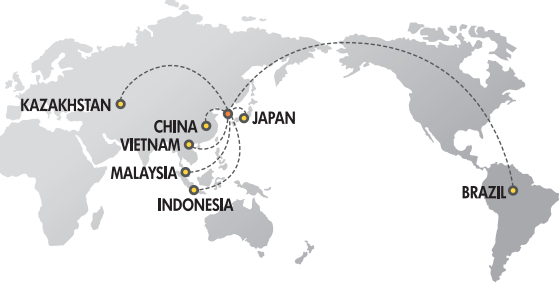 KAZAKHSTAN
CHINA
JAPAN
VIETNAM
MALAYSIA
BRAZIL
INDONESIA